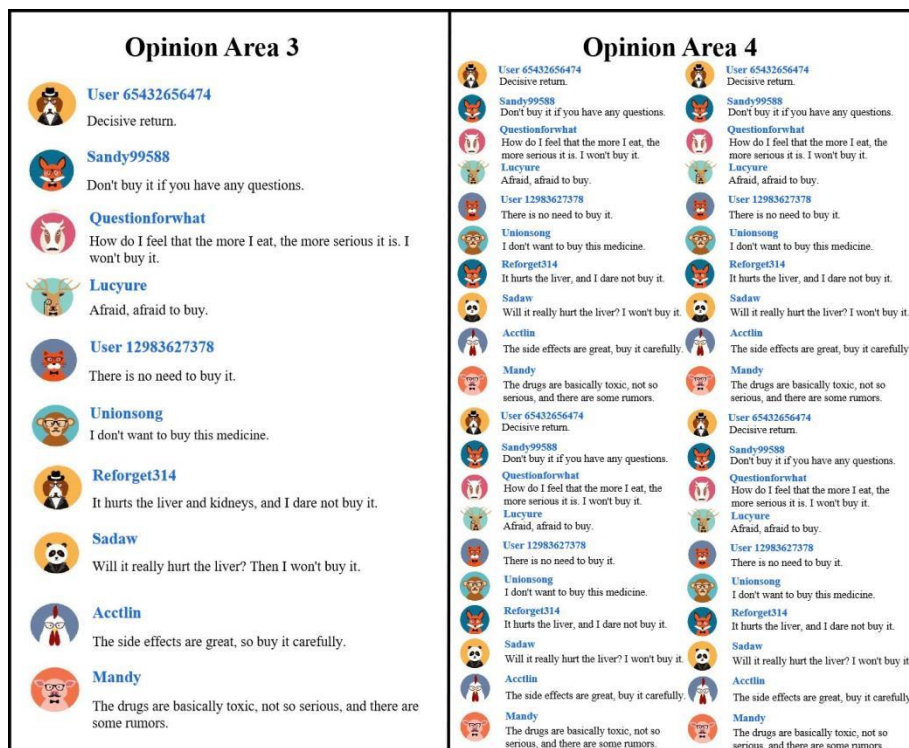 Opinion Area 3
User 65432656474
Decisive return.
Sandy99588
Don't buy it if you have any questions.
Questionforwhat
How do I feel that the more I eat, the more serious it is. I
won't buy it.
Lucyure
Afraid, afraid to buy.
User 12983627378
There is no need to buy it.
Unionsong
I don't want to buy this medicine.
Reforget314
It hurts the liver and kidneys, and I dare not buy it.
Sadaw
Will it really hurt the liver? Then I won't buy it.
Acctlin
The side effects are great, so buy it carefully.
Mandy
The drugs are basically toxic, not so serious, and there are
some rumors.
Opinion Area 4
User 65432656474
Decisive return.
Sandy99588
Don't buy it if you have any questions.
Questionforwhat
How do I feel that the more I eat, the
more serious it is. I won't buy it.
Lucyure
Afraid, afraid to buy.
User 12983627378
There is no need to buy it.
Unionsong
I don't want to buy this medicine.
Reforget314
It hurts the liver, and I dare not buy it.
Sadaw
Will it really hurt the liver? I won't buy it.
Acctlin
The side effects are great, buy it carefully.
Mandy
The drugs are basically toxic, not so
serious, and there are some rumors.
User 65432656474
Decisive return.
Sandy99588
Don't buy it if you have any questions.
Questionforwhat
How do I feel that the more I eat, the
more serious it is. I won't buy it.
Lucyure
Afraid, afraid to buy.
User 12983627378
There is no need to buy it.
Unionsong
I don't want to buy this medicine.
Reforget314
It hurts the liver, and I dare not buy it.
Sadaw
Will it really hurt the liver? I won't buy it.
Acctlin
The side effects are great, buy it carefully.
Mandy
The drugs are basically toxic, not so
serious, and there are some rumors.
User 65432656474
Decisive return.
Sandy99588
Don't buy it if you have any questions.
Questionforwhat
How do I feel that the more I eat, the
more serious it is. I won't buy it.
Lucyure
Afraid, afraid to buy.
User 12983627378
There is no need to buy it.
Unionsong
I don't want to buy this medicine.
Reforget314
It hurts the liver, and I dare not buy it.
Sadaw
Will it really hurt the liver? I won't buy it.
Acctlin
The side effects are great, buy it carefully
Mandy
The drugs are basically toxic, not so
serious, and there are some rumors.
User 65432656474
Decisive return.
Sandy99588
Don't buy it if you have any questions.
Questionforwhat
How do I feel that the more I eat, the
more serious it is. I won't buy it.
Lucyure
Afraid, afraid to buy.
User 12983627378
There is no need to buy it.
Unionsong
I don't want to buy this medicine.
Reforget314
It hurts the liver, and I dare not buy it.
Sadaw
Will it really hurt the liver? I won't buy it
Acctlin
The side effects are great, buy it carefully
Mandy
The drugs are basically toxic, not so
serious, and there are some rumors.